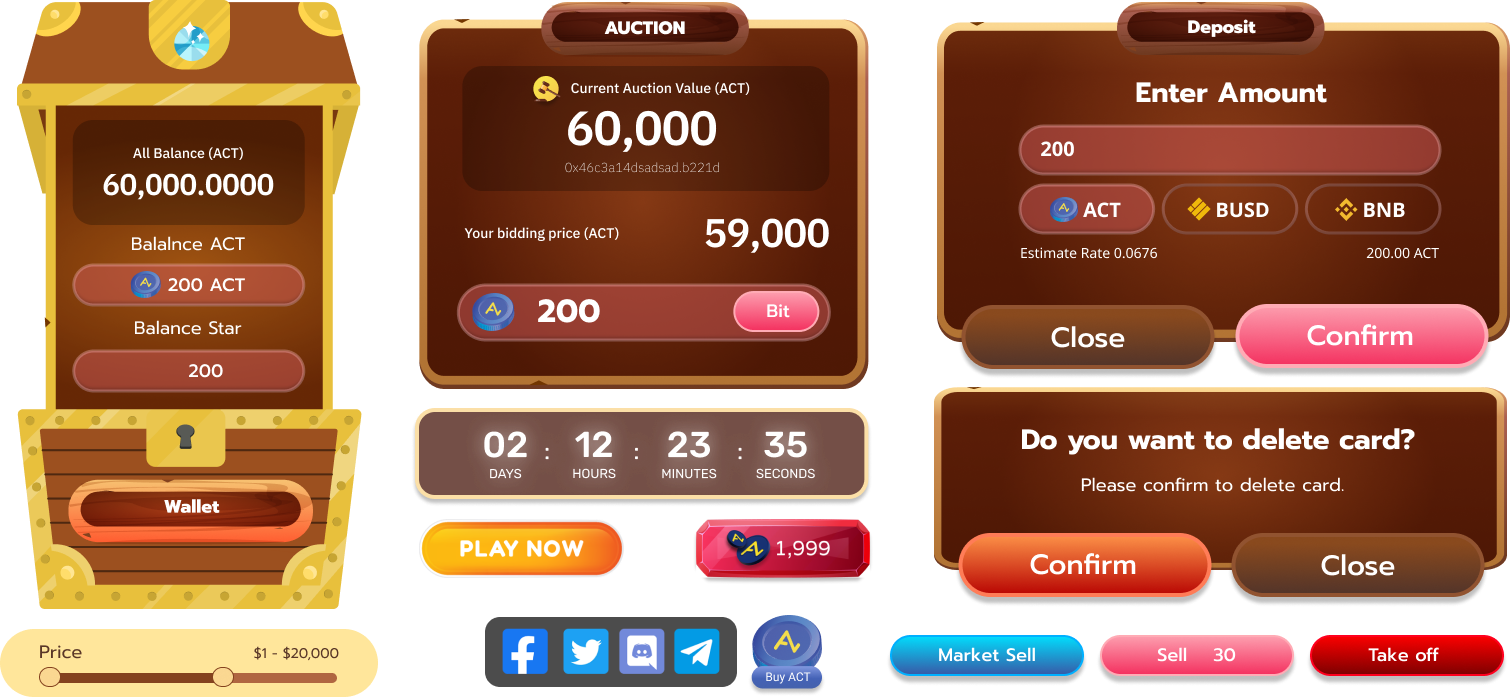 All Balance (ACT)
60,000.0000
Balalnce ACT
200 ACT
Balance Star
200
Wallet
Price
$1 - $20,000
AUCTION
Current Auction Value (ACT)
60,000
0x46c3a14dsadsad.b221d
Your bidding price (ACT)
59,000
200
Bit
02 : 12 : 23 : 35
DAYS HOURS MINUTES SECONDS
PLAY NOW
1,999
Buy ACT
Deposit
Enter Amount
200
ACT
BUSD
BNB
Estimate Rate 0.0676
200.00 ACT
Close
Confirm
Do you want to delete card?
Please confirm to delete card.
Confirm
Close
Market Sell
Sell 30
Take off